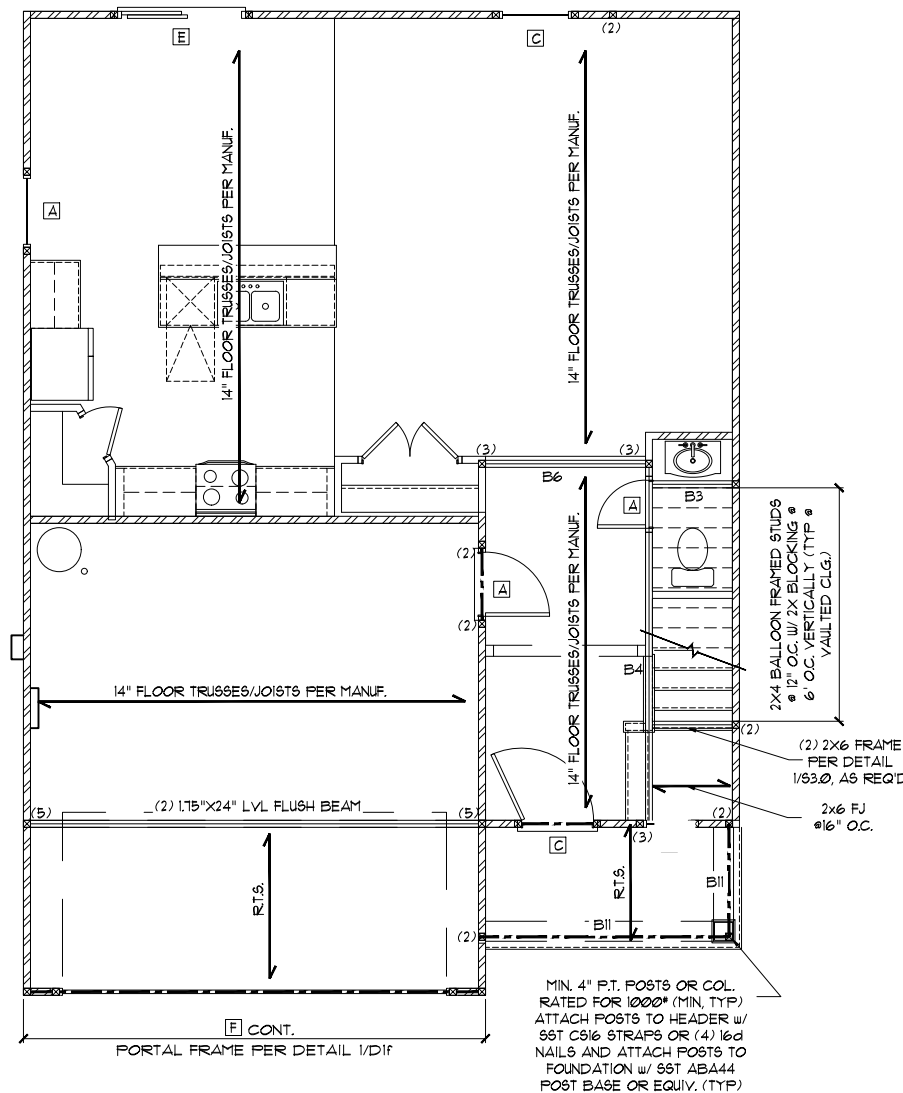 E
C
(2)
14" FLOOR TRUSSES/JOISTS PER MANUF.
14" FLOOR TRUSSES/JOISTS PER MANUF.
A
(3)
(3)
B6
B3
A
14" FLOOR TRUSSES/JOISTS PER MANUF.
2X4 BALLOON FRAMED STUDS
@ 12" O.C. W/ 2X BLOCKING @
6' O.C. VERTICALLY (TYP @
VAULTED CLG.)
(2)
A
(2)
B4
14" FLOOR TRUSSES/JOISTS PER MANUF.
(2)
(2) 2X6 FRAME
PER DETAIL
1/S3.0, AS REQ'D
2x6 FJ
@16" O.C.
(5)
(2) 1.75"X24" LVL FLUSH BEAM
(5)
(2)
(3)
C
R.T.S.
R.T.S.
B11
B11
(2)
MIN. 4" P.T. POSTS OR COL.
RATED FOR 1000# (MIN, TYP)
ATTACH POSTS TO HEADER w/
SST CS16 STRAPS OR (4) 16d
NAILS AND ATTACH POSTS TO
FOUNDATION w/ SST ABA44
POST BASE OR EQUIV. (TYP)
F CONT.
PORTAL FRAME PER DETAIL 1/D1f